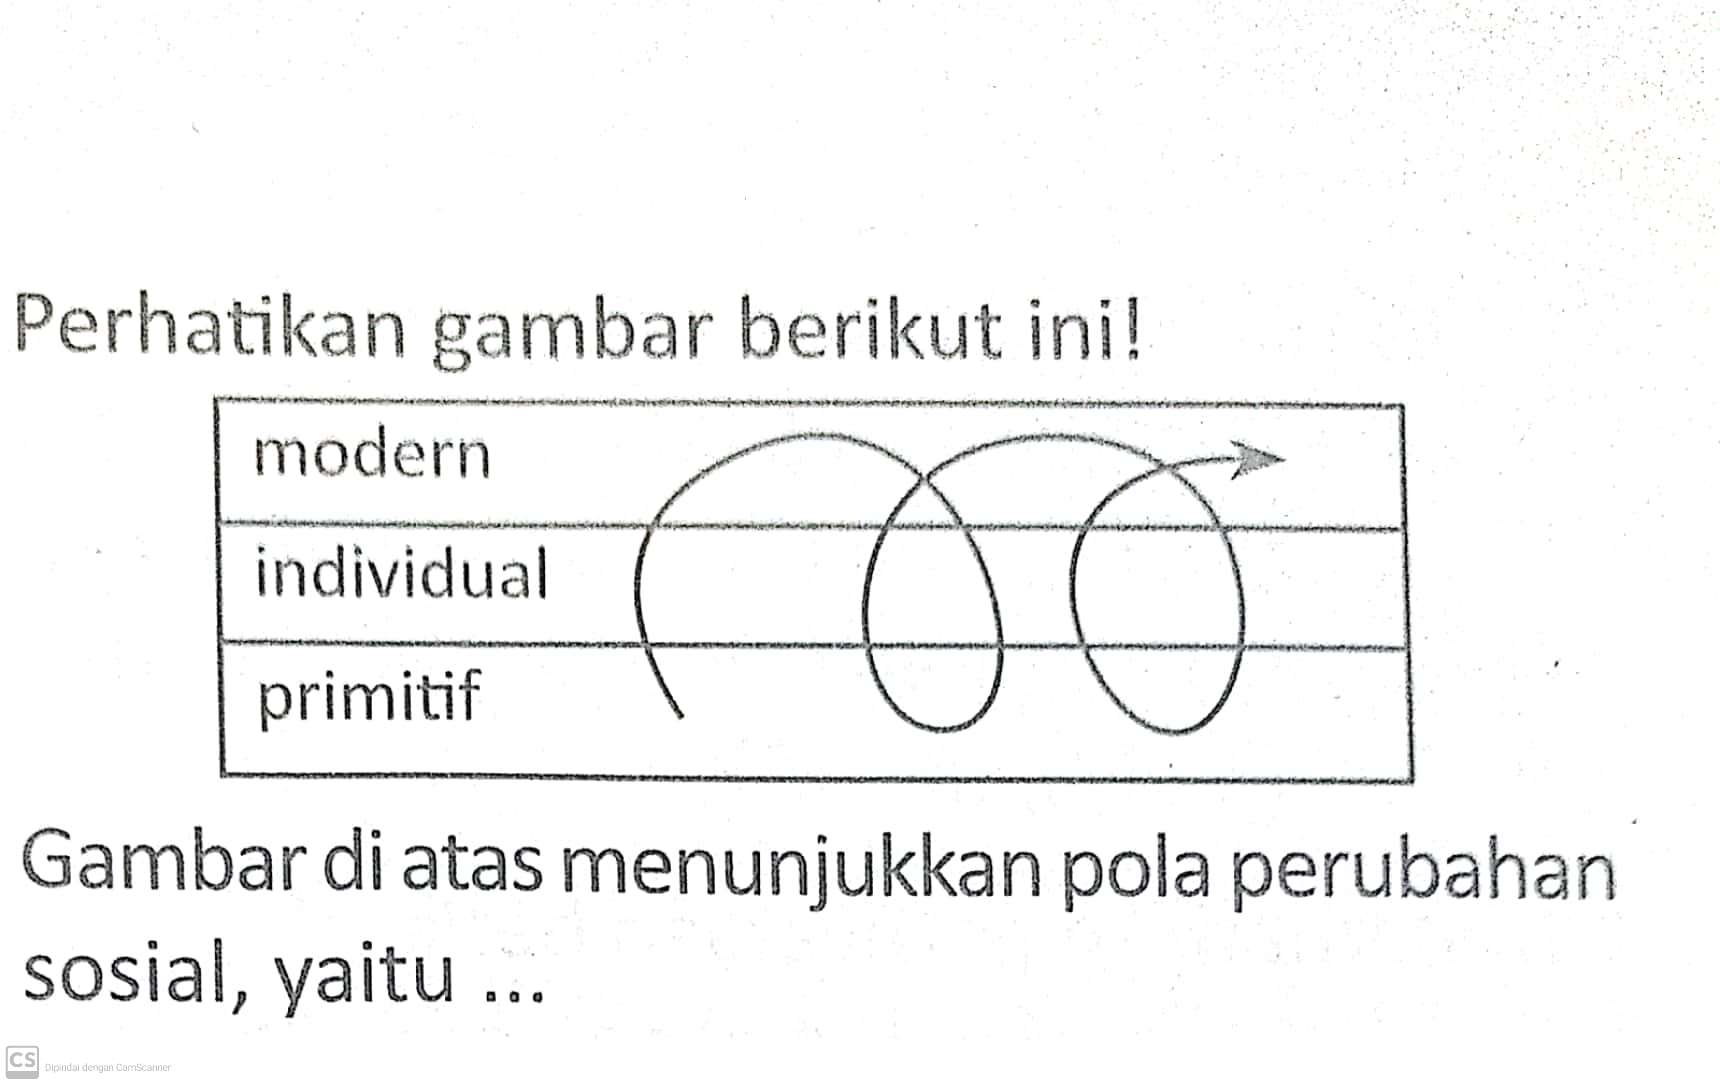 Perhatikan gambar berikut ini!
modern
individual
primitif
Gambar di atas menunjukkan pola perubahan
sosial, yaitu ...
CS Dipindai dengan CamScanner